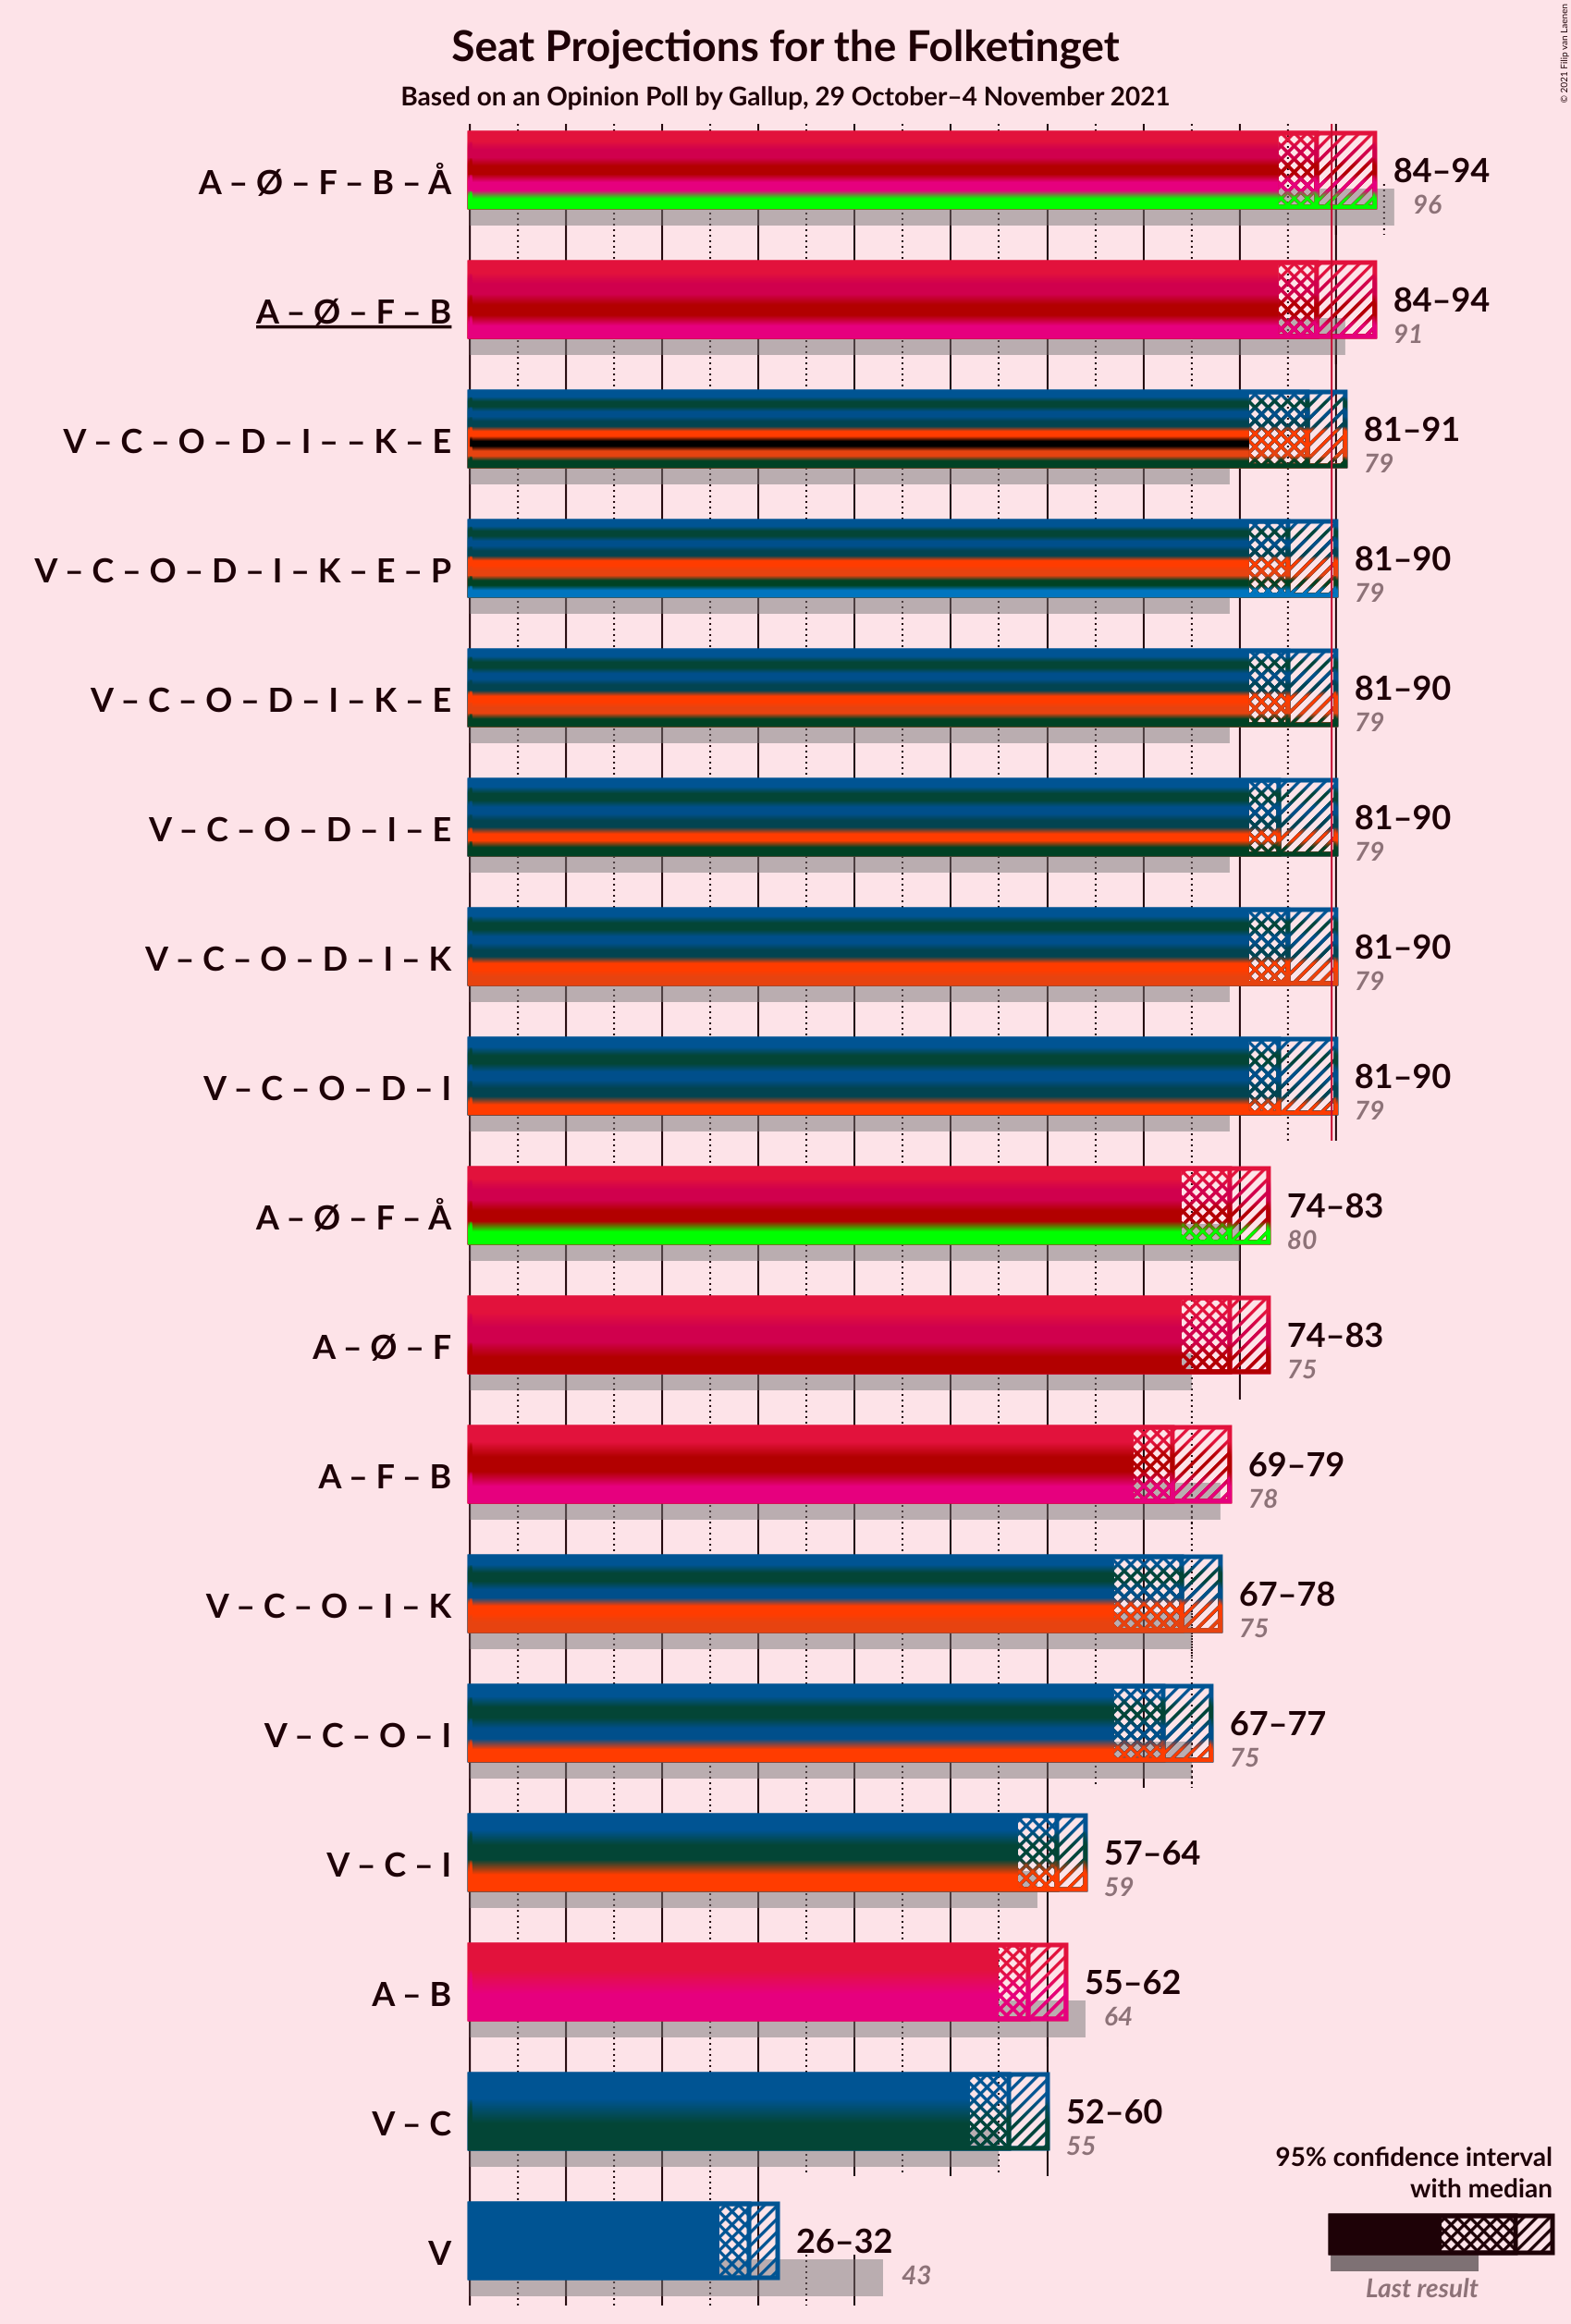 Seat Projections for the Folketinget
Based on an Opinion Poll by Gallup, 29 October–4 November 2021
© 2021 Filip van Laenen
A – Ø – F – B – Å
84–94
96
A – Ø – F – B
84–94
91
V – C – O – D – I – – K – E
81–91
79
V – C – O – D – I – K – E – P
81–90
79
V – C – O – D – I – K – E
81–90
79
V – C – O – D – I – E
81–90
79
V – C – O – D – I – K
81–90
79
V – C – O – D – I
81–90
79
A – Ø – F – Å
74–83
80
A – Ø – F
74–83
75
A – F – B
69–79
78
V – C – O – I – K
67–78
75
V – C – O – I
67–77
75
V – C – I
57–64
59
A – B
55–62
64
V – C
52–60
55
V
26–32
43
95% confidence interval
with median
Last result